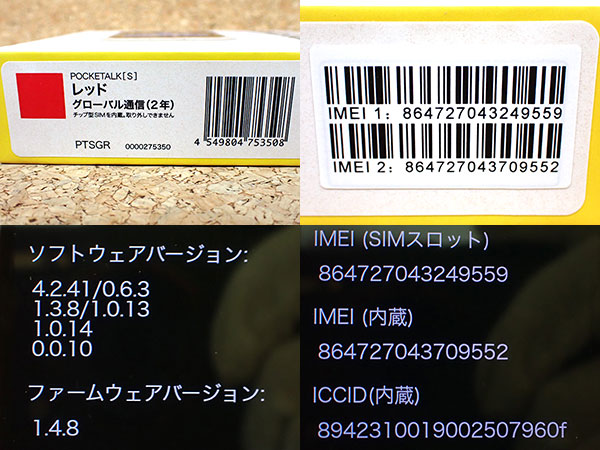 POCKETALK[S]
レッド
グローバル通信(2年)
チップ型SIMを内蔵。取り外しできません
PTSGR 0000275350
4 549804 753508
IMEI 1: 864727043249559
IMEI 2: 864727043709552
ソフトウェアバージョン:
4.2.41/0.6.3
1.3.8/1.0.13
1.0.14
0.0.10
ファームウェアバージョン:
1.4.8
IMEI (SIMスロット)
864727043249559
IMEI (内蔵)
864727043709552
ICCID(内蔵)
8942310019002507960f